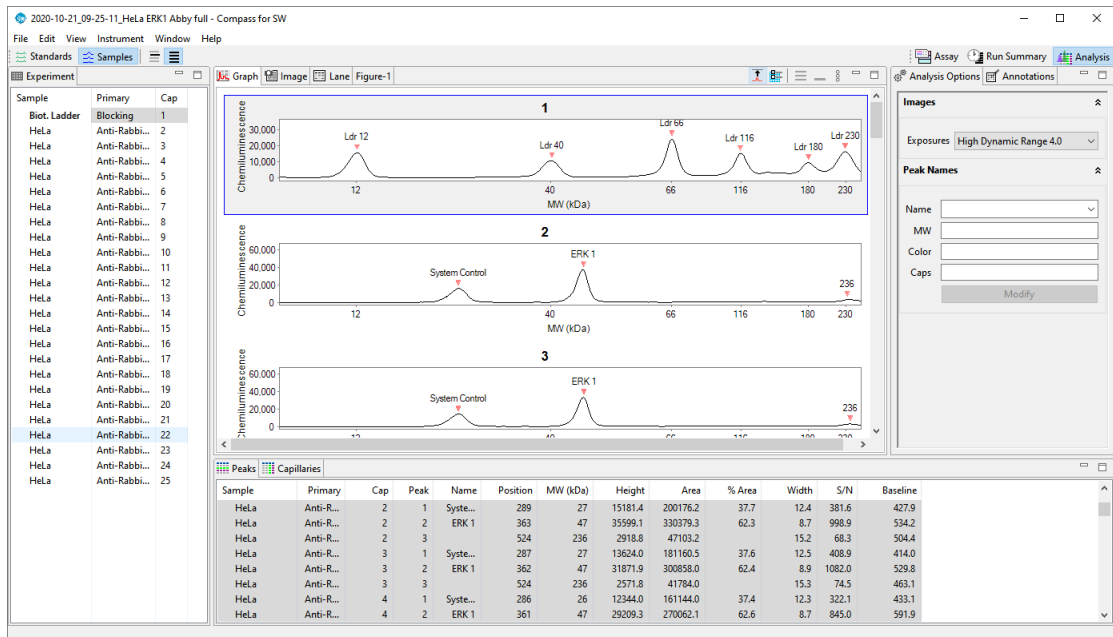 2020-10-21_09-25-11_HeLa ERK1 Abby full - Compass for SW
File Edit View Instrument Window Help
Standards Samples Assay Run Summary Analysis
Experiment
Sample Primary Cap
Biot. Ladder Blocking 1
HeLa Anti-Rabbi... 2
HeLa Anti-Rabbi... 3
HeLa Anti-Rabbi... 4
HeLa Anti-Rabbi... 5
HeLa Anti-Rabbi... 6
HeLa Anti-Rabbi... 7
HeLa Anti-Rabbi... 8
HeLa Anti-Rabbi... 9
HeLa Anti-Rabbi... 10
HeLa Anti-Rabbi... 11
HeLa Anti-Rabbi... 12
HeLa Anti-Rabbi... 13
HeLa Anti-Rabbi... 14
HeLa Anti-Rabbi... 15
HeLa Anti-Rabbi... 16
HeLa Anti-Rabbi... 17
HeLa Anti-Rabbi... 18
HeLa Anti-Rabbi... 19
HeLa Anti-Rabbi... 20
HeLa Anti-Rabbi... 21
HeLa Anti-Rabbi... 22
HeLa Anti-Rabbi... 23
HeLa Anti-Rabbi... 24
HeLa Anti-Rabbi... 25
Graph Image Lane Figure-1
1
Chemiluminescence
30,000
20,000
10,000
0
Ldr 12 Ldr 40 Ldr 66 Ldr 116 Ldr 180 Ldr 230
12 40 66 116 180 230
MW (kDa)
2
Chemiluminescence
60,000
40,000
20,000
0
System Control ERK 1 236
12 40 66 116 180 230
MW (kDa)
3
Chemiluminescence
60,000
40,000
20,000
0
System Control ERK 1 236
12 40 66 116 180 230
Analysis Options Annotations
Images
Exposures High Dynamic Range 4.0
Peak Names
Name
MW
Color
Caps
Modify
Peaks Capillaries
Sample Primary Cap Peak Name Position MW (kDa) Height Area % Area Width S/N Baseline
HeLa Anti-R... 2 1 Syste... 289 27 15181.4 200176.2 37.7 12.4 381.6 427.9
HeLa Anti-R... 2 2 ERK 1 363 47 35599.1 330379.3 62.3 8.7 998.9 534.2
HeLa Anti-R... 2 3 524 236 2918.8 47103.2 15.2 68.3 504.4
HeLa Anti-R... 3 1 Syste... 287 27 13624.0 181160.5 37.6 12.5 408.9 414.0
HeLa Anti-R... 3 2 ERK 1 362 47 31871.9 300858.0 62.4 8.9 1082.0 529.8
HeLa Anti-R... 3 3 524 236 2571.8 41784.0 15.3 74.5 463.1
HeLa Anti-R... 4 1 Syste... 286 26 12344.0 161144.0 37.4 12.3 322.1 433.1
HeLa Anti-R... 4 2 ERK 1 361 47 29209.3 270062.1 62.6 8.7 845.0 591.9